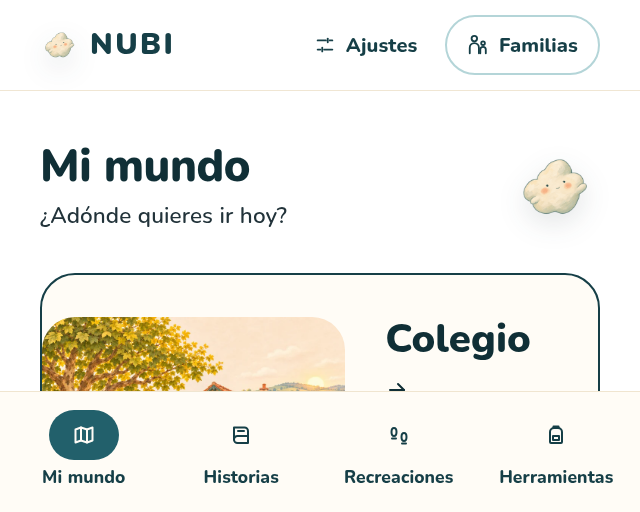 NUBI
Ajustes
Familias
Mi mundo
¿Adónde quieres ir hoy?
Colegio
Mi mundo
Historias
Recreaciones
Herramientas